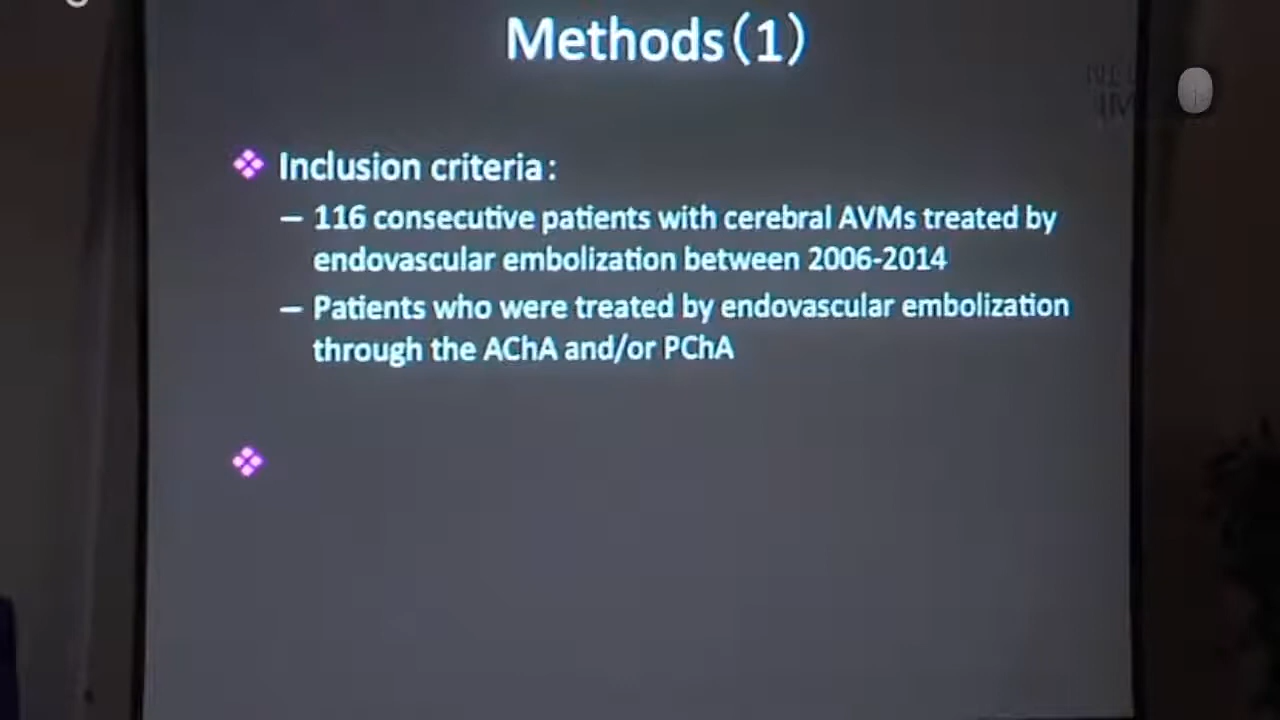 Methods(1)
Inclusion criteria:
– 116 consecutive patients with cerebral AVMs treated by
endovascular embolization between 2006-2014
– Patients who were treated by endovascular embolization
through the AChA and/or PChA